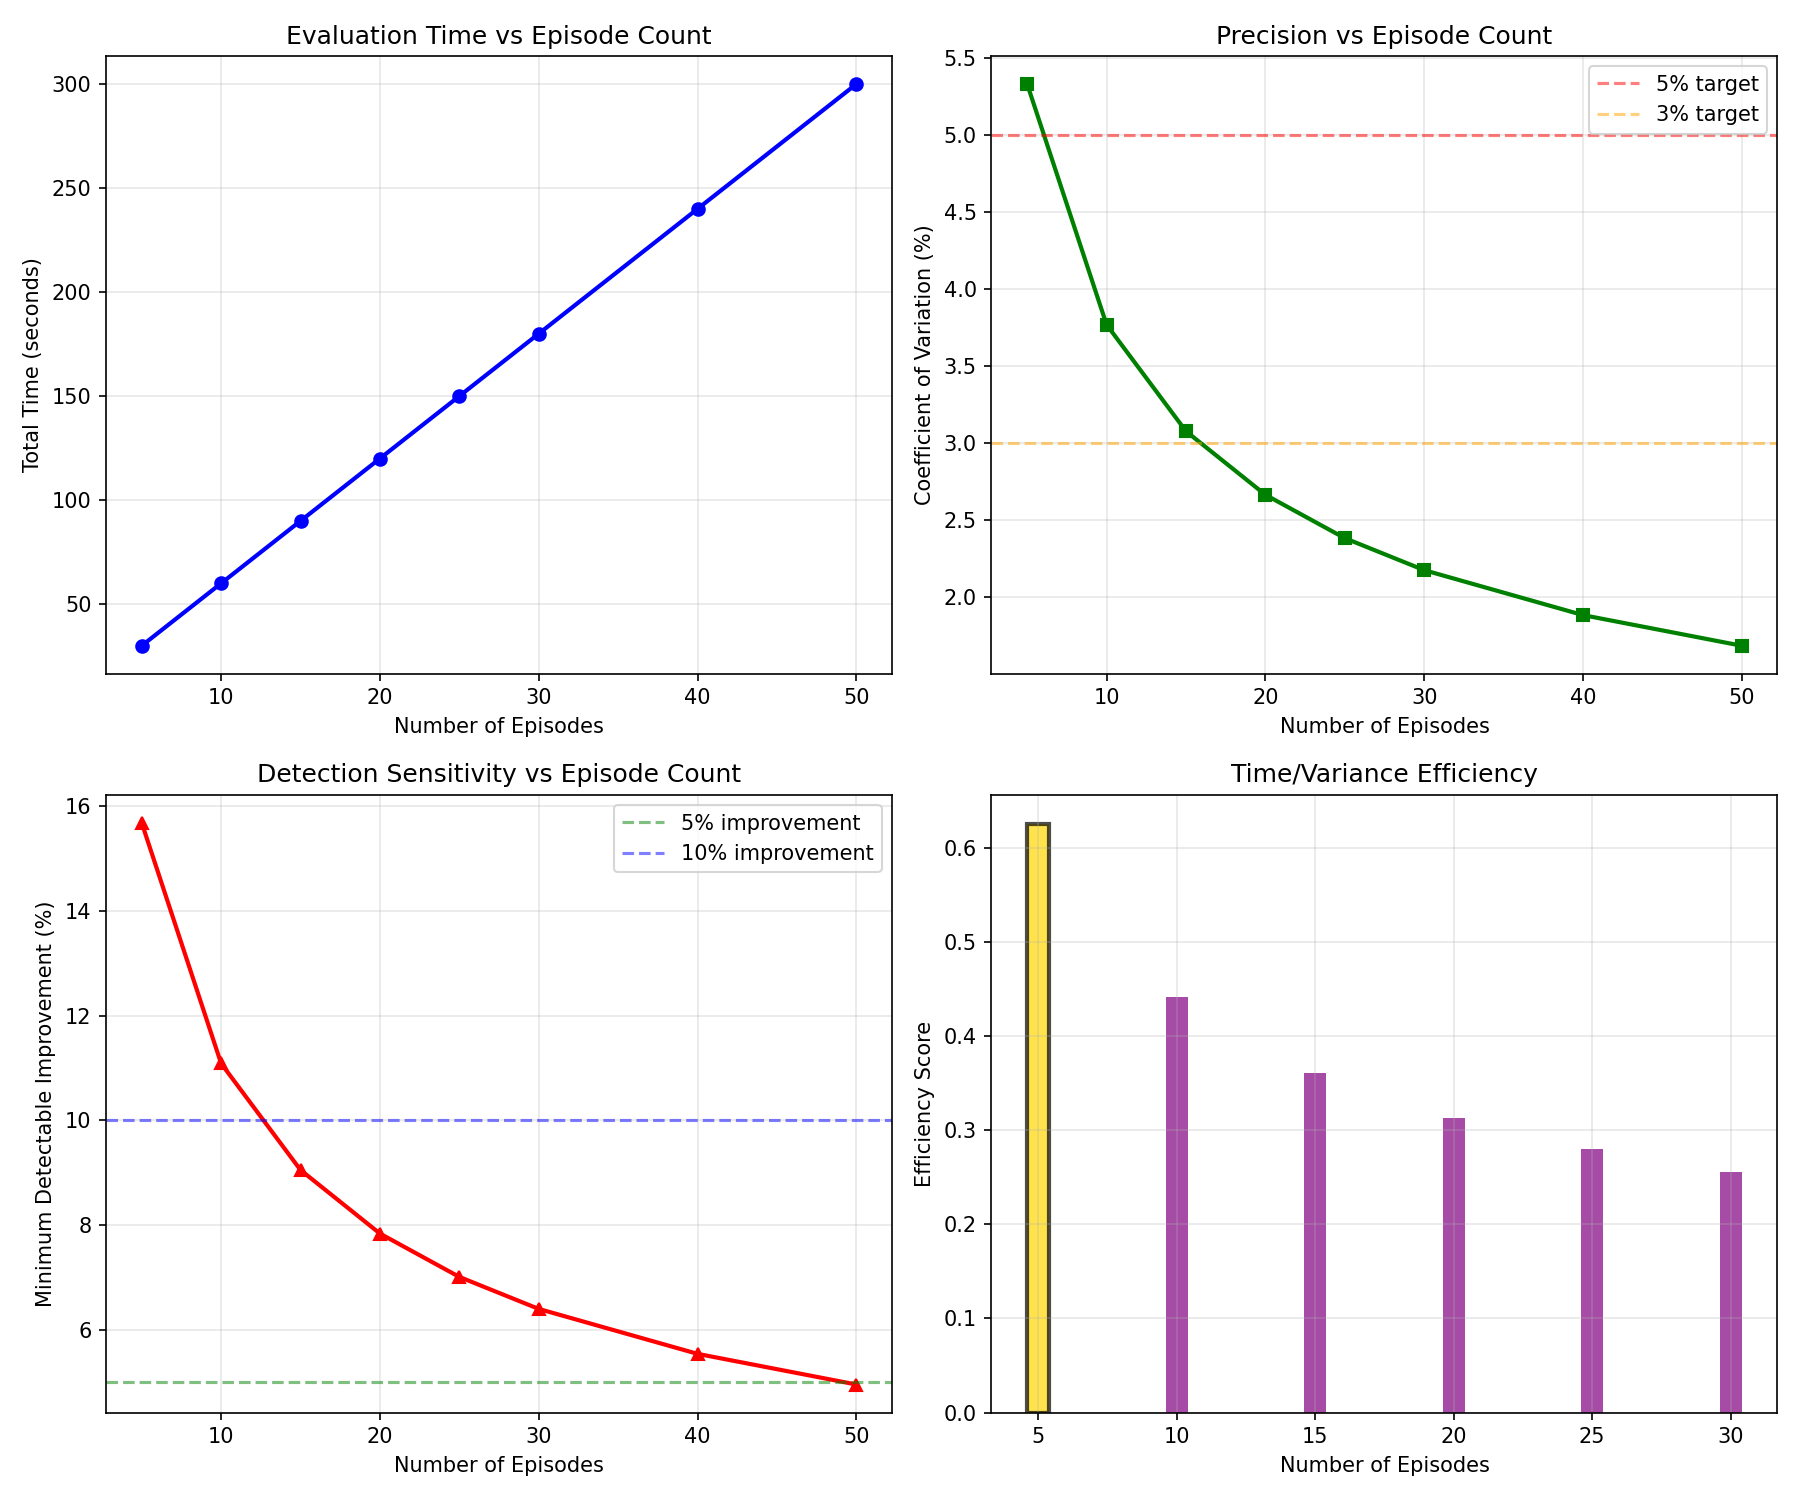 Evaluation Time vs Episode Count
Total Time (seconds)
300
250
200
150
100
50
10 20 30 40 50
Number of Episodes
Precision vs Episode Count
Coefficient of Variation (%)
5.5
5.0
4.5
4.0
3.5
3.0
2.5
2.0
5% target
3% target
10 20 30 40 50
Number of Episodes
Detection Sensitivity vs Episode Count
Minimum Detectable Improvement (%)
16
14
12
10
8
6
5% improvement
10% improvement
10 20 30 40 50
Number of Episodes
Time/Variance Efficiency
Efficiency Score
0.6
0.5
0.4
0.3
0.2
0.1
0.0
5 10 15 20 25 30
Number of Episodes